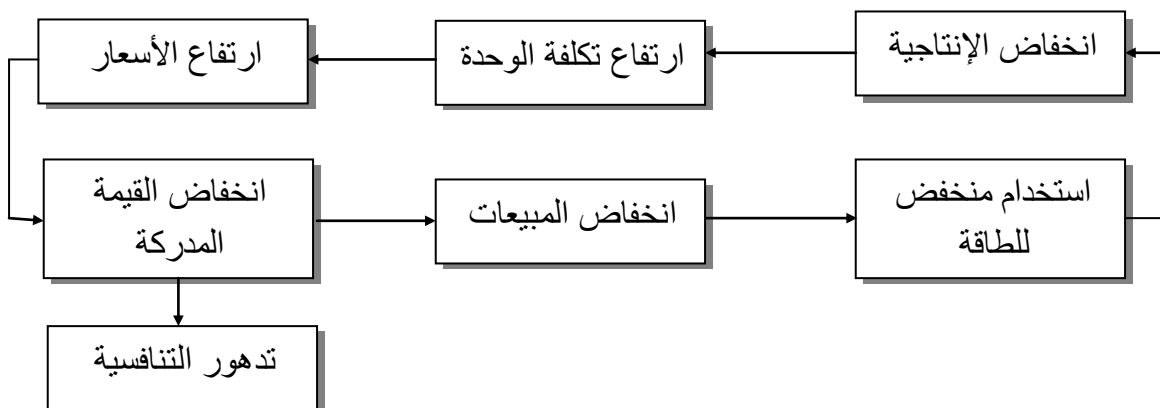 انخفاض الإنتاجية
ارتفاع تكلفة الوحدة
ارتفاع الأسعار
انخفاض القيمة
المدركة
انخفاض المبيعات
استخدام منخفض
للطاقة
تدهور التنافسية